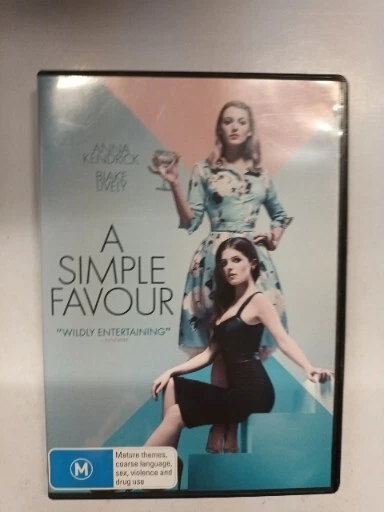 ANNA
KENDRICK
BLAKE
LIVELY
A
SIMPLE
FAVOUR
"WILDLY ENTERTAINING"
M
Mature themes,
coarse language,
sex, violence and
drug use